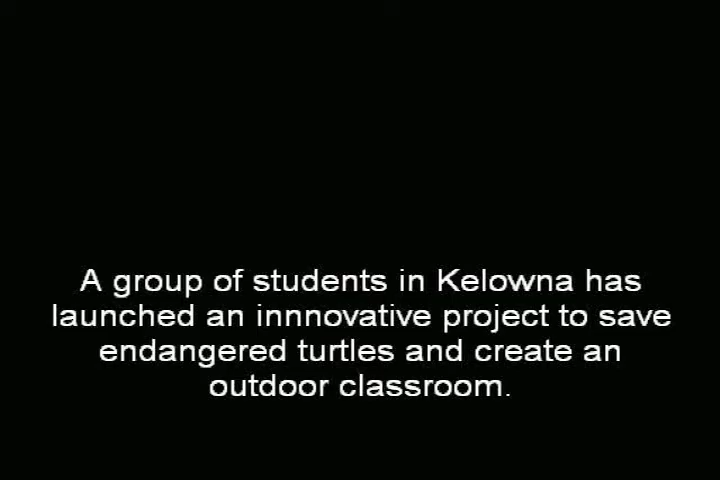 A group of students in Kelowna has
launched an innnovative project to save
endangered turtles and create an
outdoor classroom.